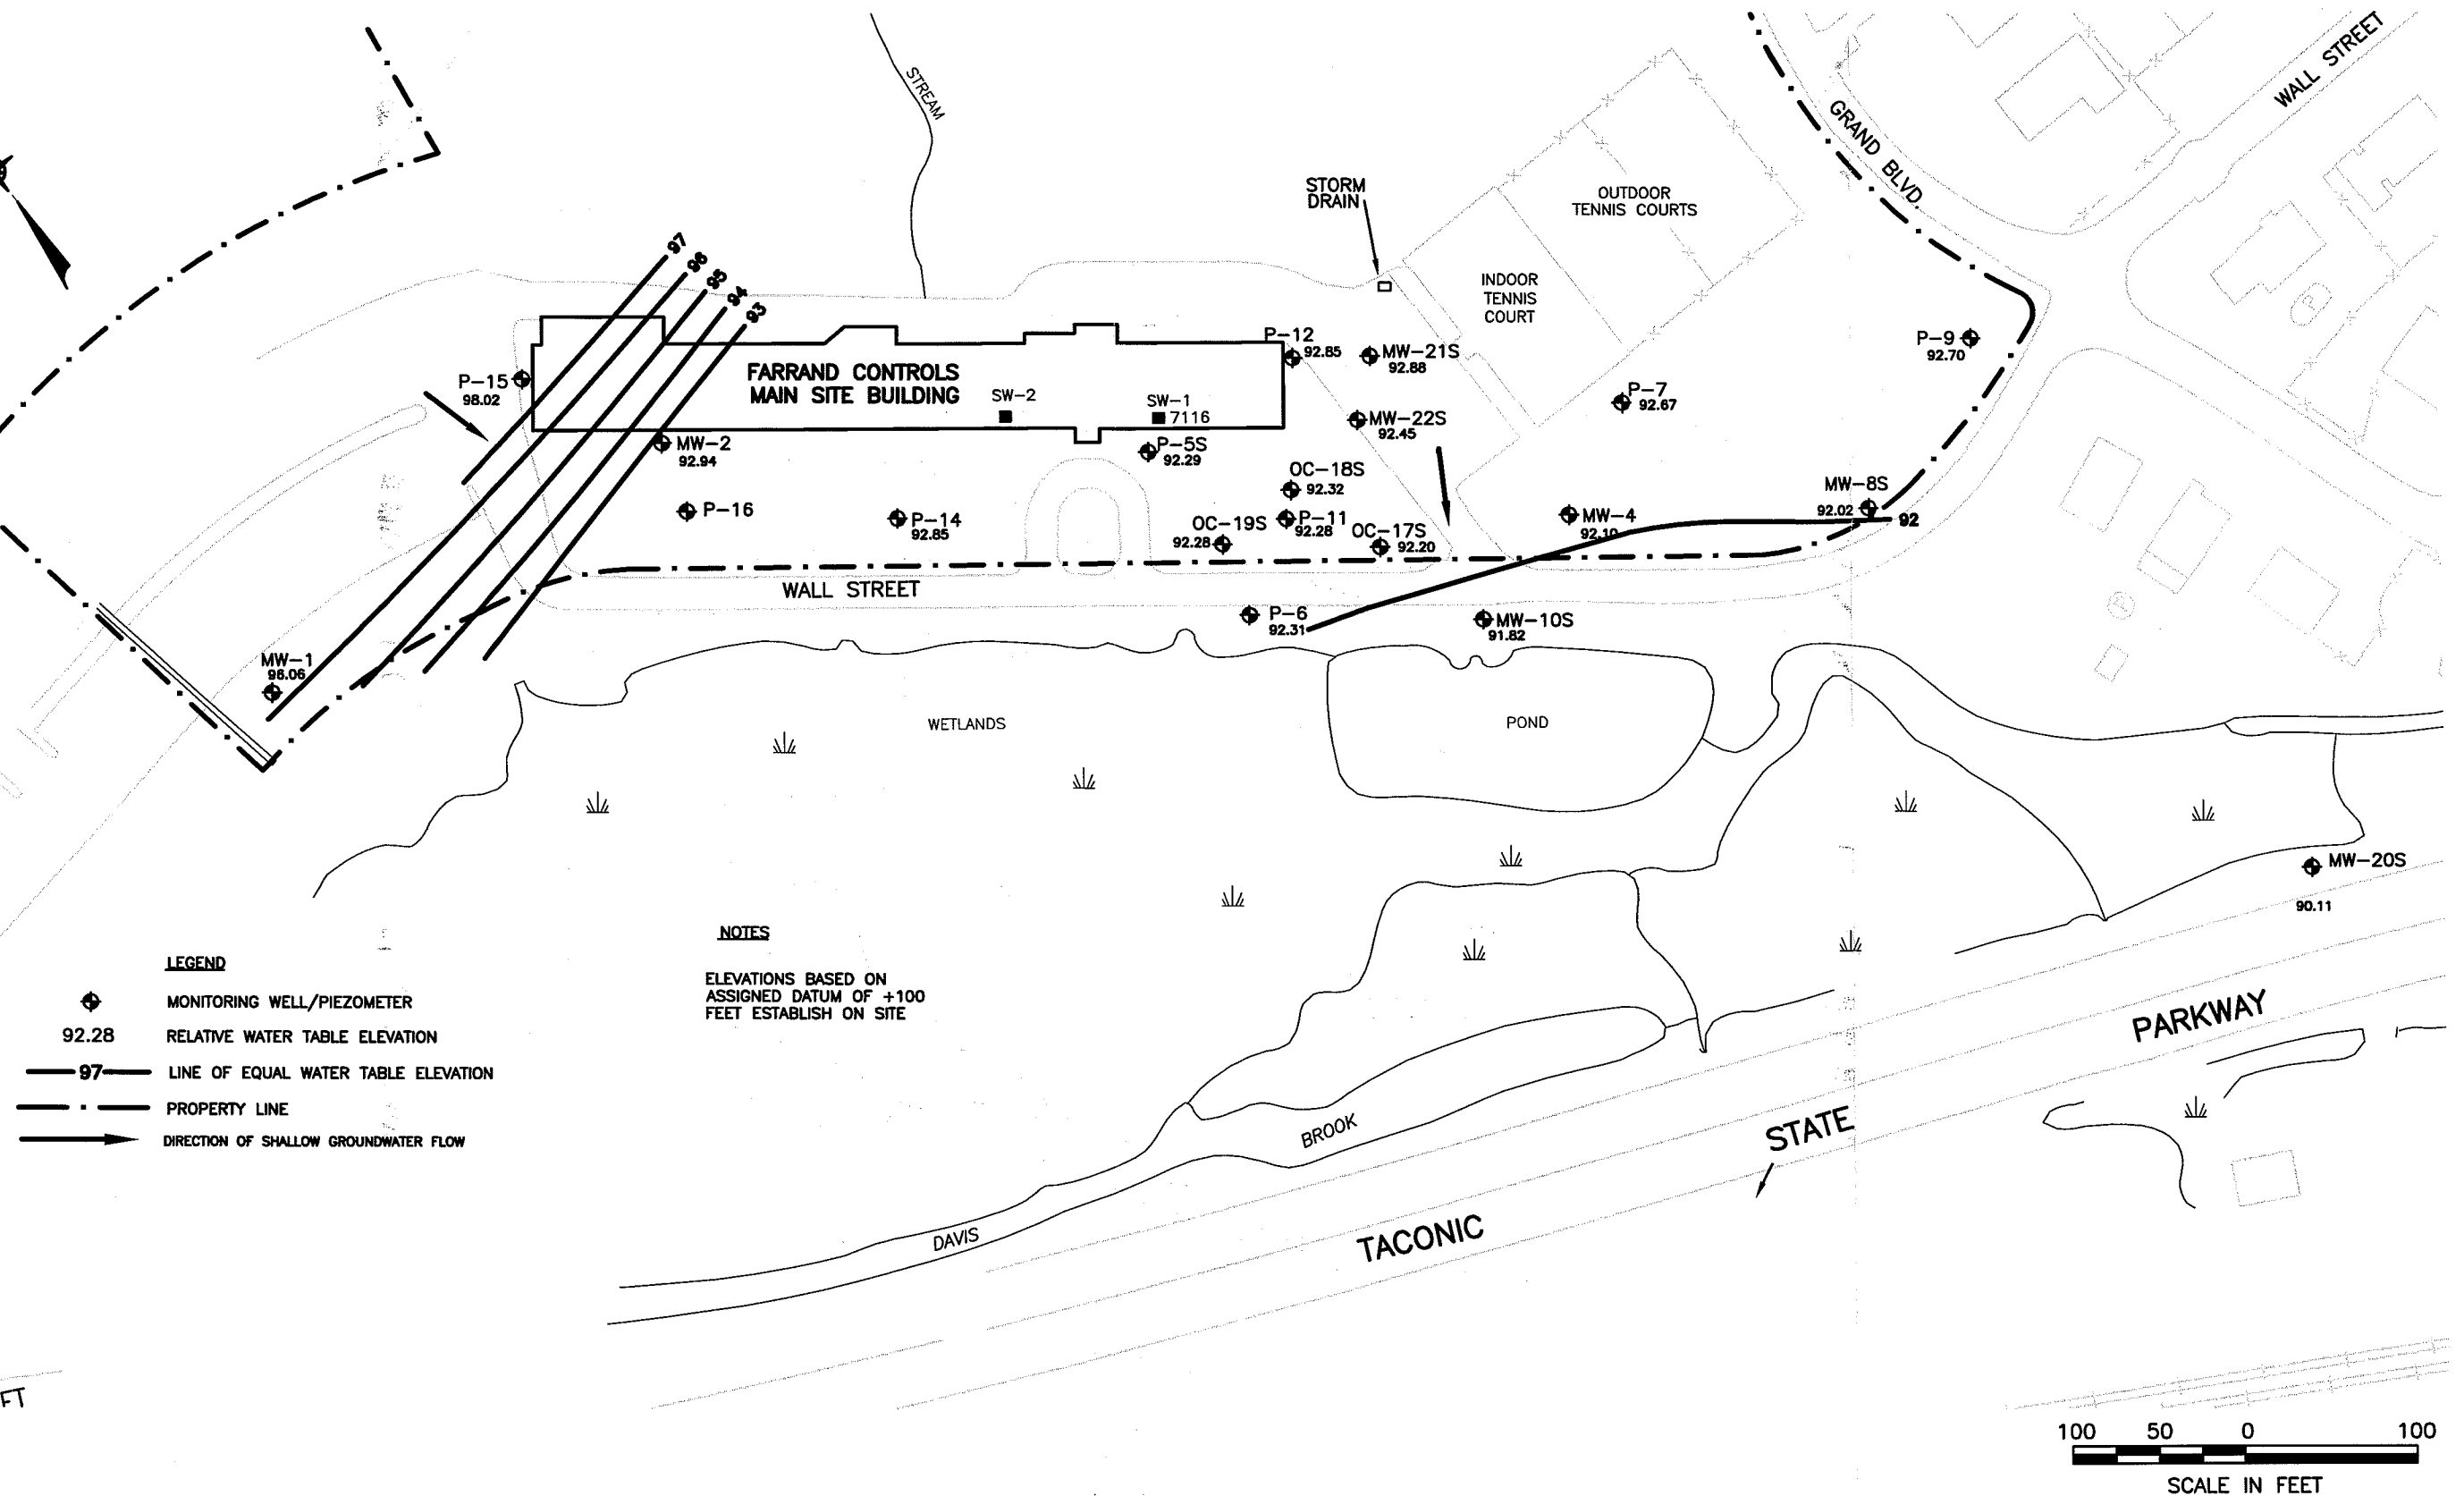 STREAM
GRAND BLVD.
WALL STREET
STORM
DRAIN
OUTDOOR
TENNIS COURTS
INDOOR
TENNIS
COURT
97
96
95
94
93
P-15
98.02
FARRAND CONTROLS
MAIN SITE BUILDING
SW-2
SW-1
7116
P-12
92.85
MW-21S
92.88
MW-22S
92.45
P-7
92.67
P-9
92.70
MW-2
92.94
P-5S
92.29
OC-18S
92.32
P-16
P-14
92.85
OC-19S
92.28
P-11
92.28
OC-17S
92.20
MW-4
92.10
MW-8S
92.02
92
WALL STREET
P-6
92.31
MW-10S
91.82
MW-1
WETLANDS
POND
MW-20S
90.11
LEGEND
MONITORING WELL/PIEZOMETER
92.28 RELATIVE WATER TABLE ELEVATION
97 LINE OF EQUAL WATER TABLE ELEVATION
PROPERTY LINE
DIRECTION OF SHALLOW GROUNDWATER FLOW
NOTES
ELEVATIONS BASED ON
ASSIGNED DATUM OF +100
FEET ESTABLISH ON SITE
DAVIS BROOK
TACONIC STATE PARKWAY
FT
100 50 0 100
SCALE IN FEET